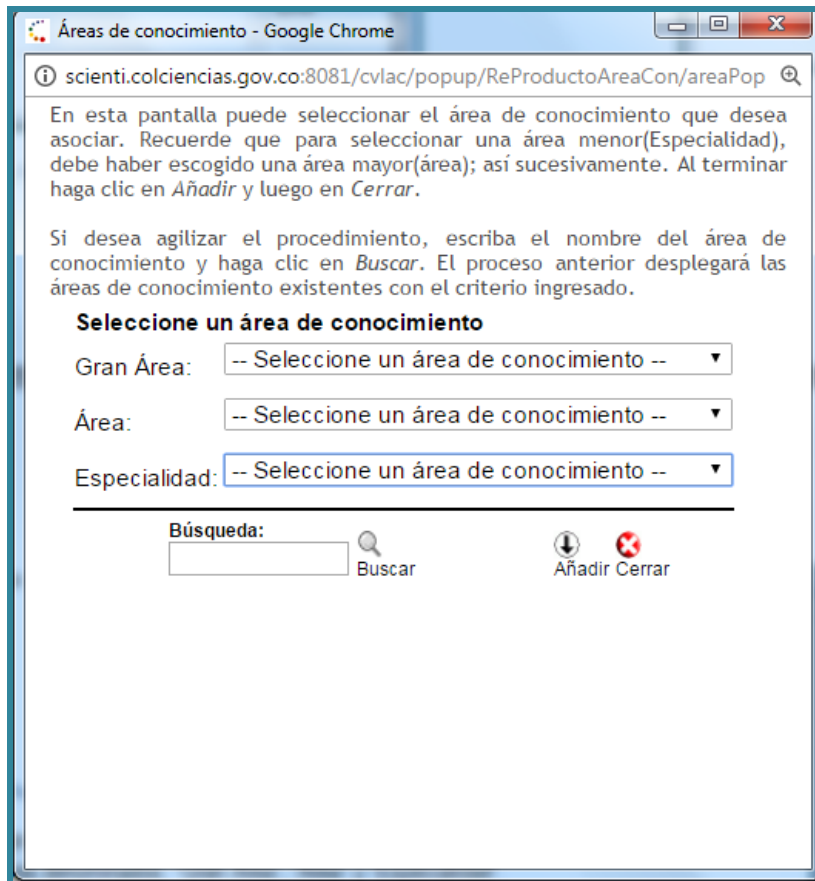 Áreas de conocimiento - Google Chrome
scienti.colciencias.gov.co:8081/cvlac/popup/ReProductoAreaCon/areaPop
En esta pantalla puede seleccionar el área de conocimiento que desea
asociar. Recuerde que para seleccionar una área menor(Especialidad),
debe haber escogido una área mayor(área); así sucesivamente. Al terminar
haga clic en Añadir y luego en Cerrar.
Si desea agilizar el procedimiento, escriba el nombre del área de
conocimiento y haga clic en Buscar. El proceso anterior desplegará las
áreas de conocimiento existentes con el criterio ingresado.
Seleccione un área de conocimiento
Gran Área: -- Seleccione un área de conocimiento --
Área: -- Seleccione un área de conocimiento --
Especialidad: -- Seleccione un área de conocimiento --
Búsqueda:
Buscar Añadir Cerrar